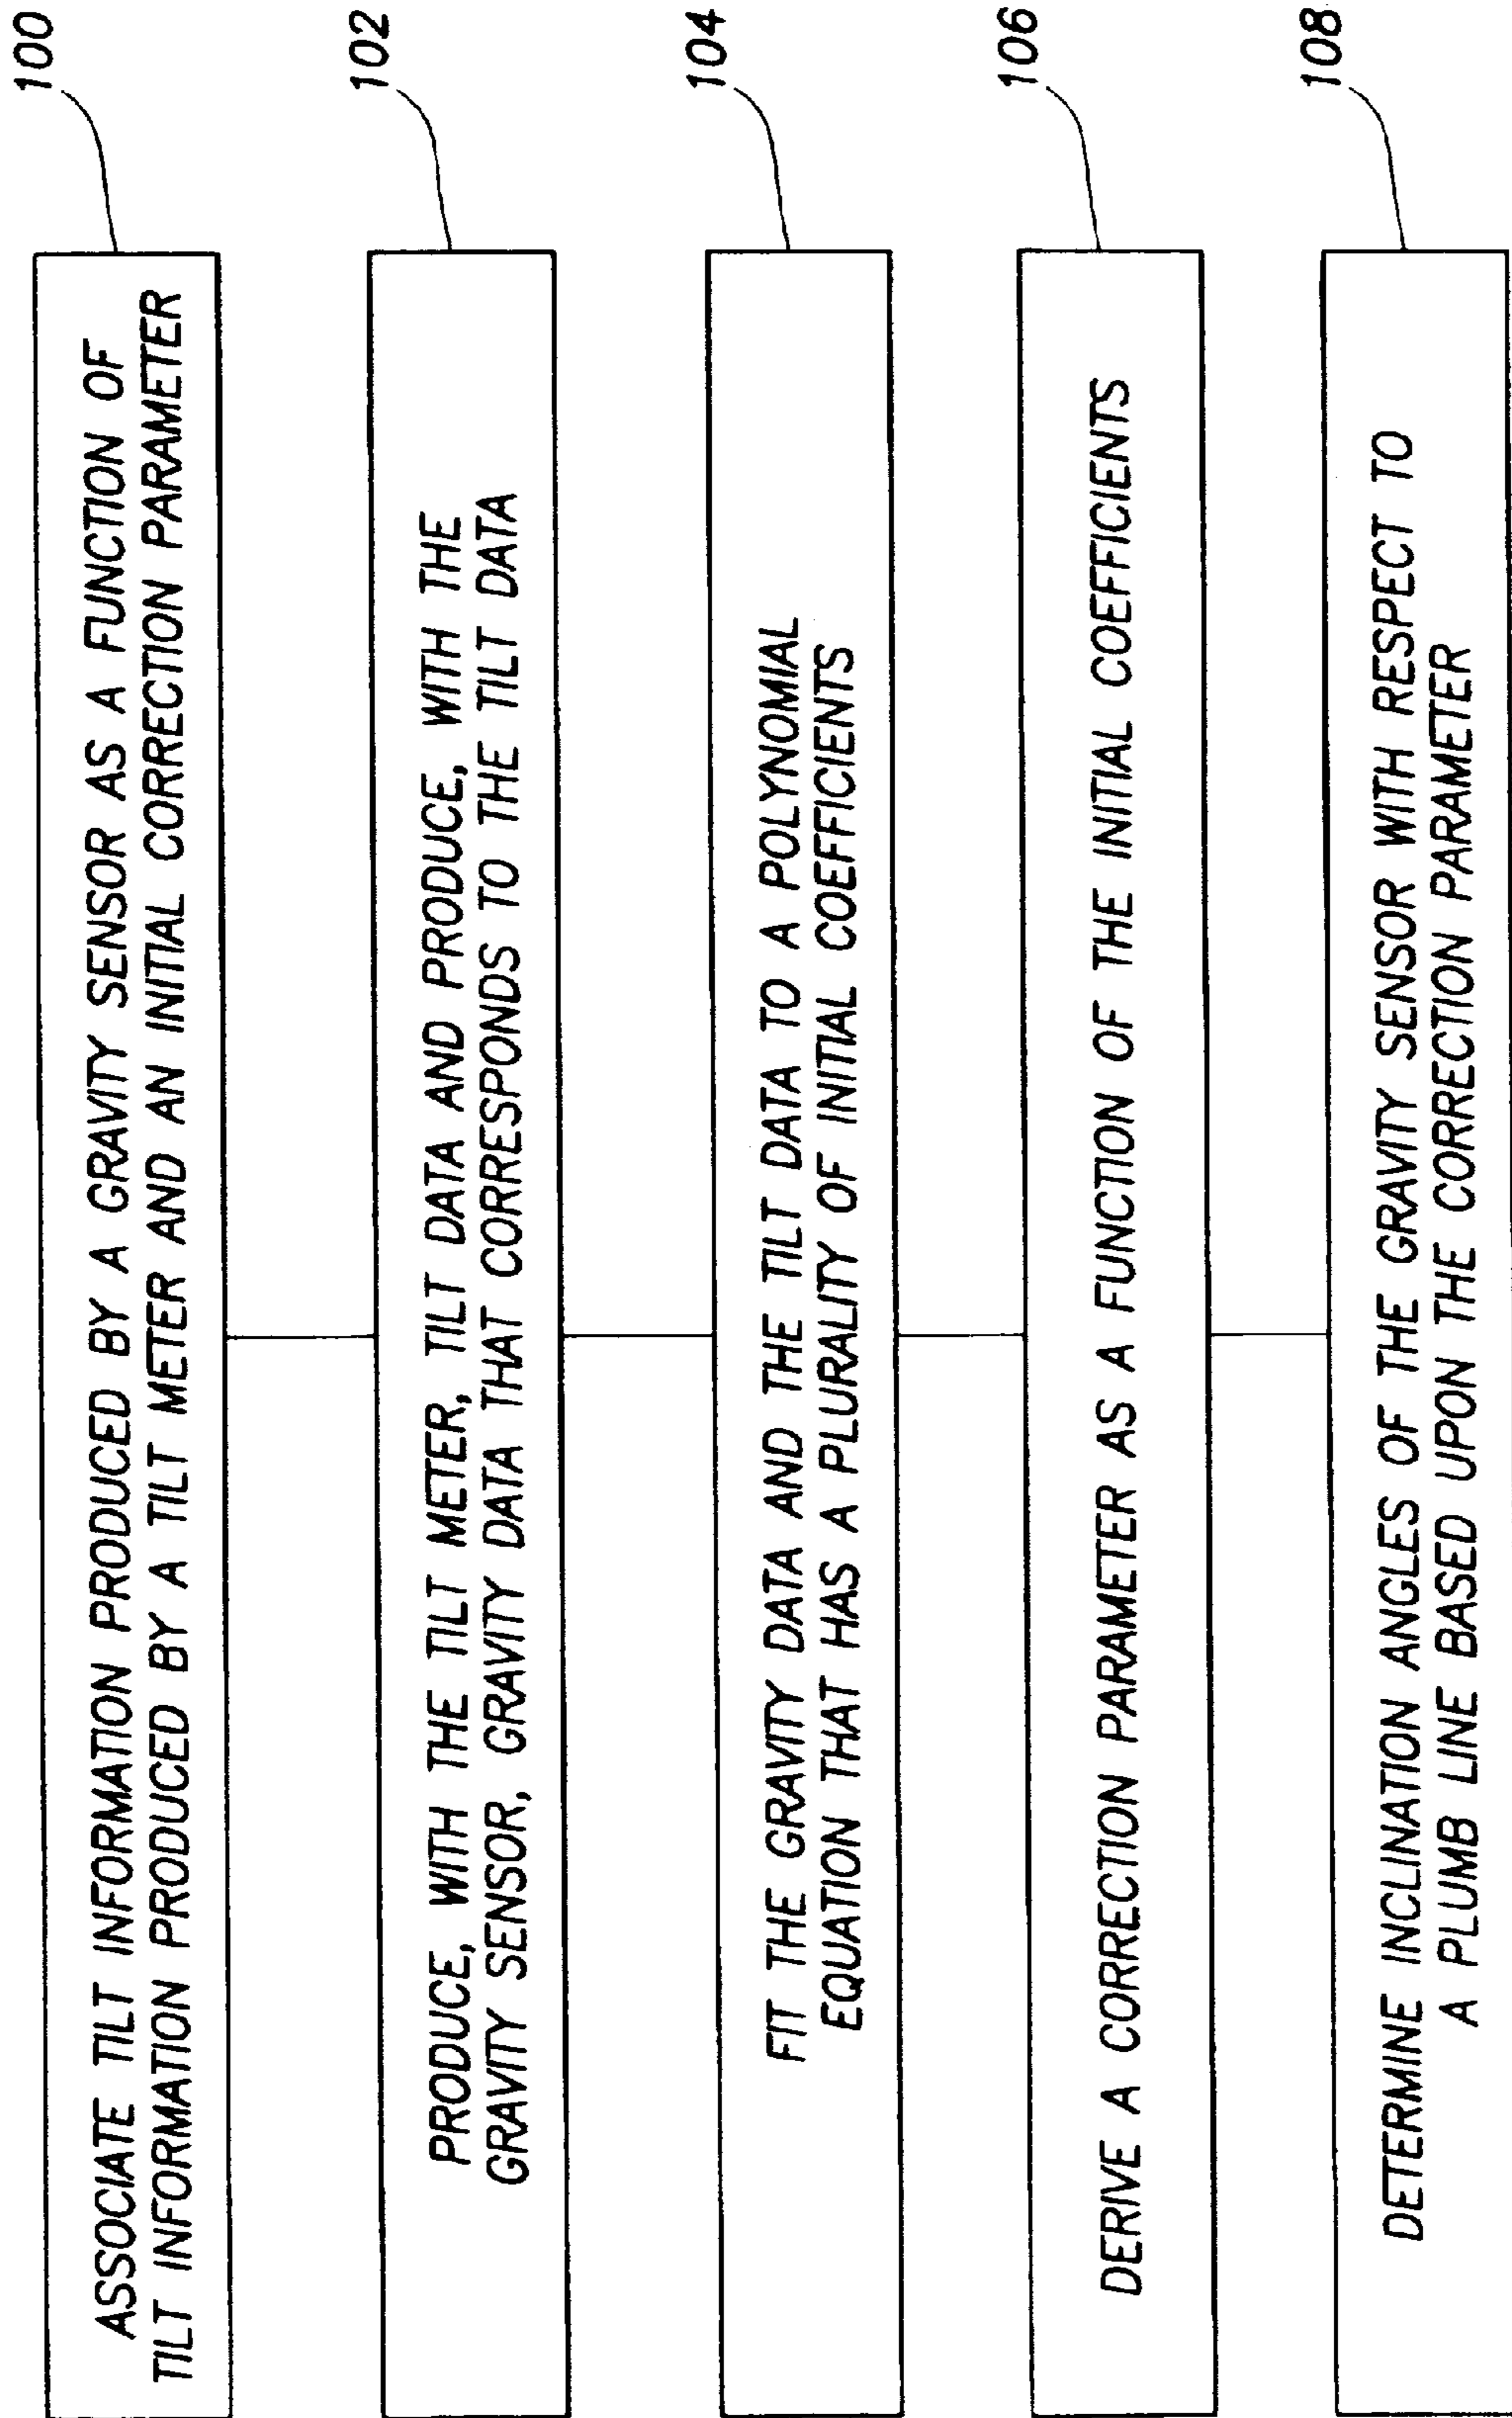 100
ASSOCIATE TILT INFORMATION PRODUCED BY A GRAVITY SENSOR AS A FUNCTION OF
TILT INFORMATION PRODUCED BY A TILT METER AND AN INITIAL CORRECTION PARAMETER
102
PRODUCE, WITH THE TILT METER, TILT DATA AND PRODUCE, WITH THE
GRAVITY SENSOR, GRAVITY DATA THAT CORRESPONDS TO THE TILT DATA
104
FIT THE GRAVITY DATA AND THE TILT DATA TO A POLYNOMIAL
EQUATION THAT HAS A PLURALITY OF INITIAL COEFFICIENTS
106
DERIVE A CORRECTION PARAMETER AS A FUNCTION OF THE INITIAL COEFFICIENTS
108
DETERMINE INCLINATION ANGLES OF THE GRAVITY SENSOR WITH RESPECT TO
A PLUMB LINE BASED UPON THE CORRECTION PARAMETER